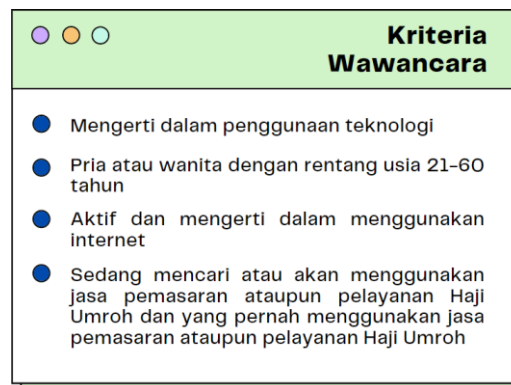 Kriteria
Wawancara
Mengerti dalam penggunaan teknologi
Pria atau wanita dengan rentang usia 21-60
tahun
Aktif dan mengerti dalam menggunakan
internet
Sedang mencari atau akan menggunakan
jasa pemasaran ataupun pelayanan Haji
Umroh dan yang pernah menggunakan jasa
pemasaran ataupun pelayanan Haji Umroh